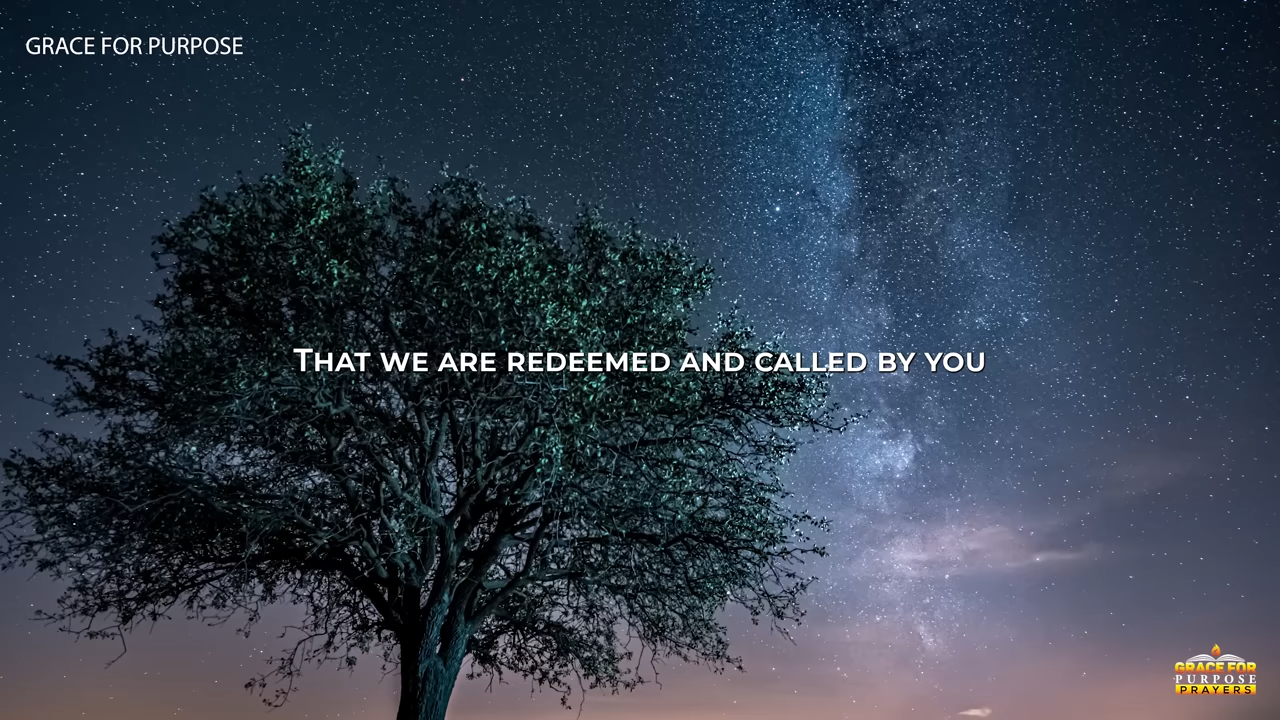 GRACE FOR PURPOSE
THAT WE ARE REDEEMED AND CALLED BY YOU
GRACE FOR
PURPOSE
PRAYERS